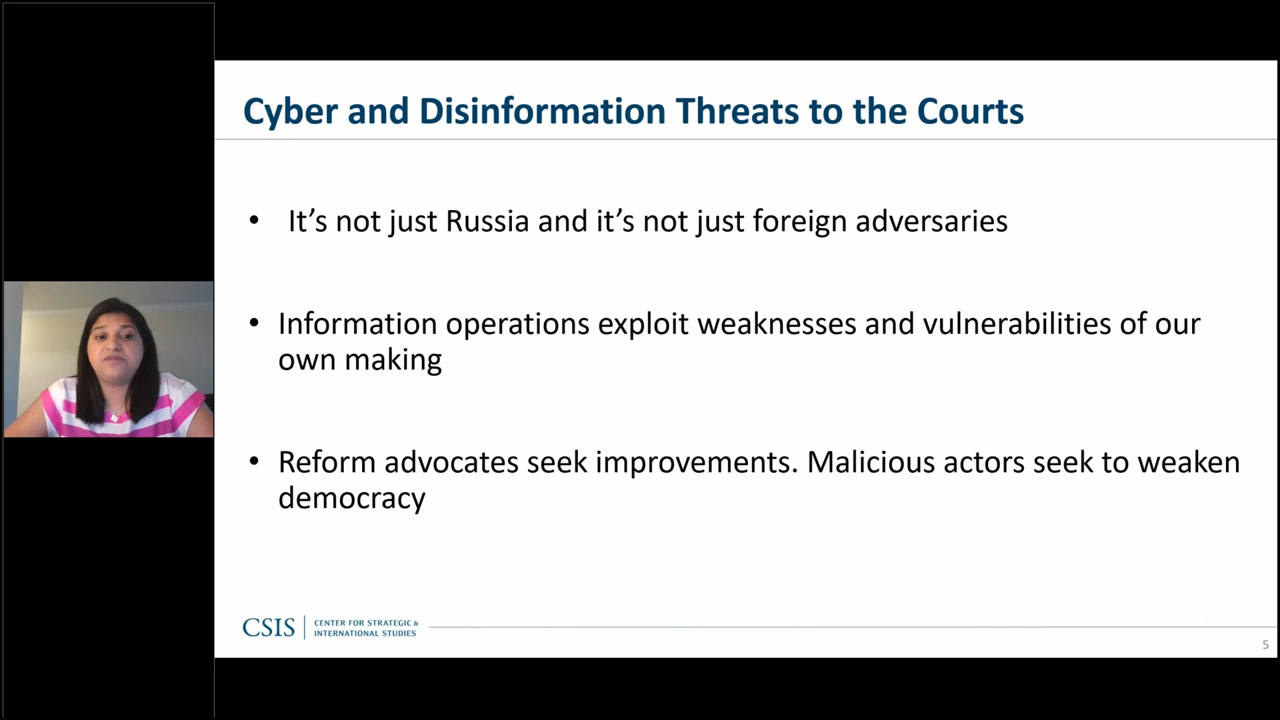 Cyber and Disinformation Threats to the Courts
• It’s not just Russia and it’s not just foreign adversaries
• Information operations exploit weaknesses and vulnerabilities of our
own making
• Reform advocates seek improvements. Malicious actors seek to weaken
democracy
CSIS
CENTER FOR STRATEGIC &
INTERNATIONAL STUDIES
5